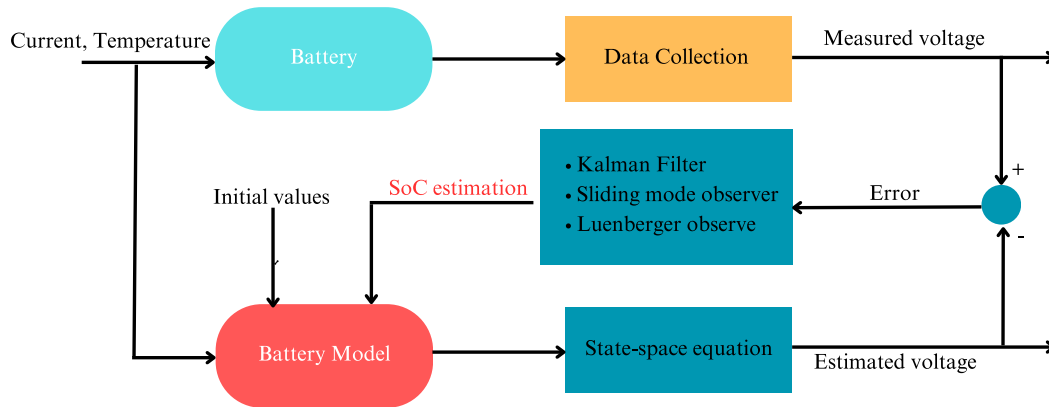 Current, Temperature
Battery
Data Collection
Measured voltage
• Kalman Filter
• Sliding mode observer
• Luenberger observe
SoC estimation
Initial values
Error
+
-
Battery Model
State-space equation
Estimated voltage